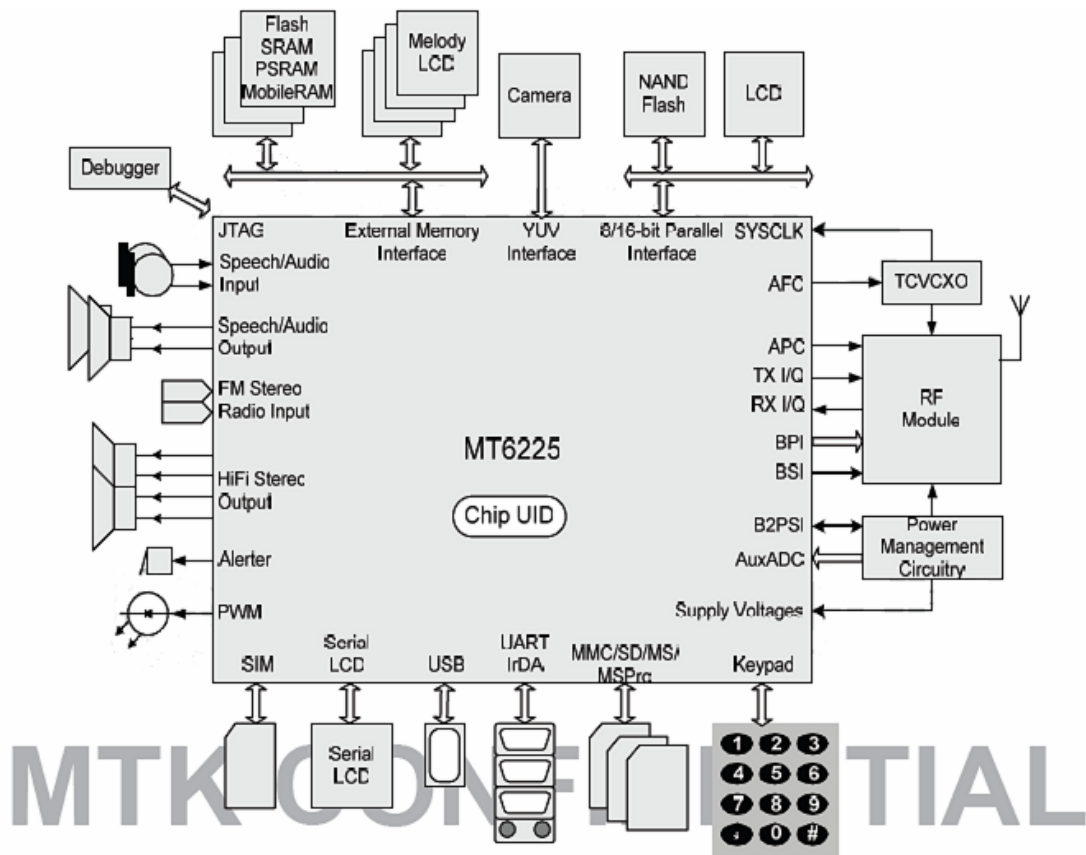 Flash
SRAM
PSRAM
MobileRAM
Melody
LCD
Camera
NAND
Flash
LCD
Debugger
JTAG
External Memory
Interface
YUV
Interface
8/16-bit Parallel
Interface
SYSCLK
Speech/Audio
Input
AFC
TCVCXO
Speech/Audio
Output
APC
TX I/Q
RX I/Q
RF
Module
FM Stereo
Radio Input
BPI
BSI
MT6225
HiFi Stereo
Output
Chip UID
B2PSI
AuxADC
Power
Management
Circuitry
Alerter
PWM
Supply Voltages
SIM
Serial
LCD
USB
UART
IrDA
MMC/SD/MS/
MSPro
Keypad
Serial
LCD
1 2 3
4 5 6
7 8 9
0 #
MTK CONFIDENTIAL